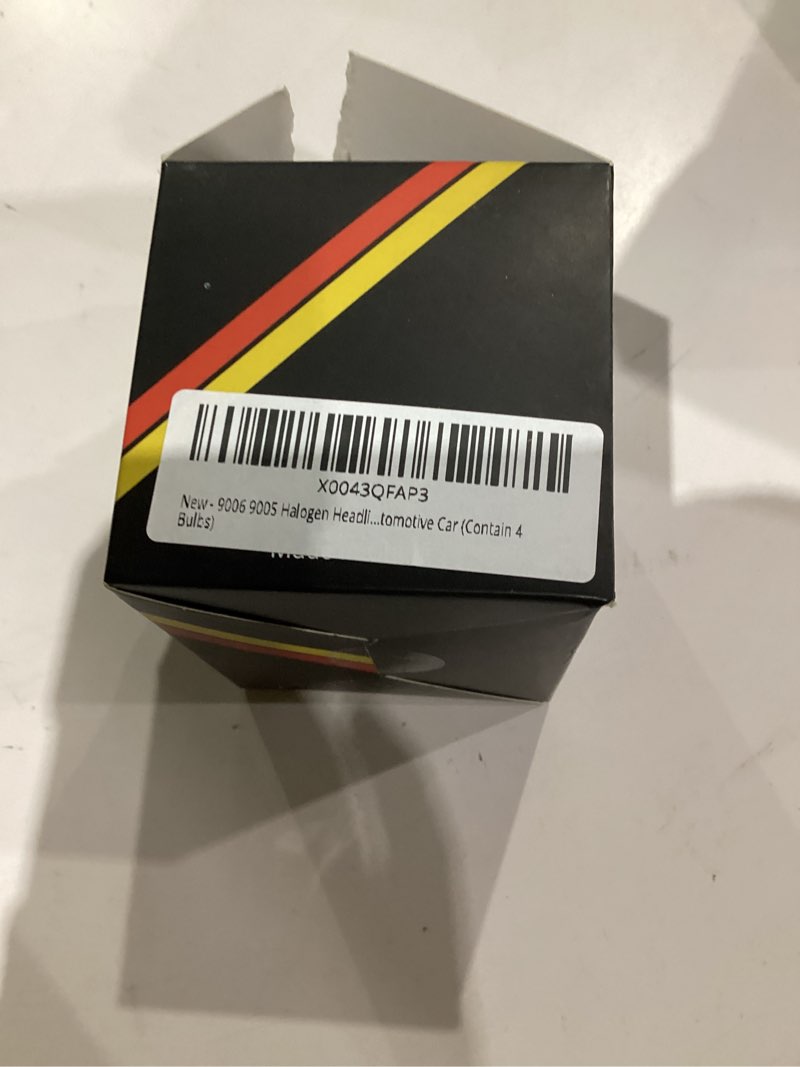 X0043QFAP3
New - 9006 9005 Halogen Headli...tomotive Car (Contain 4
Bulbs)